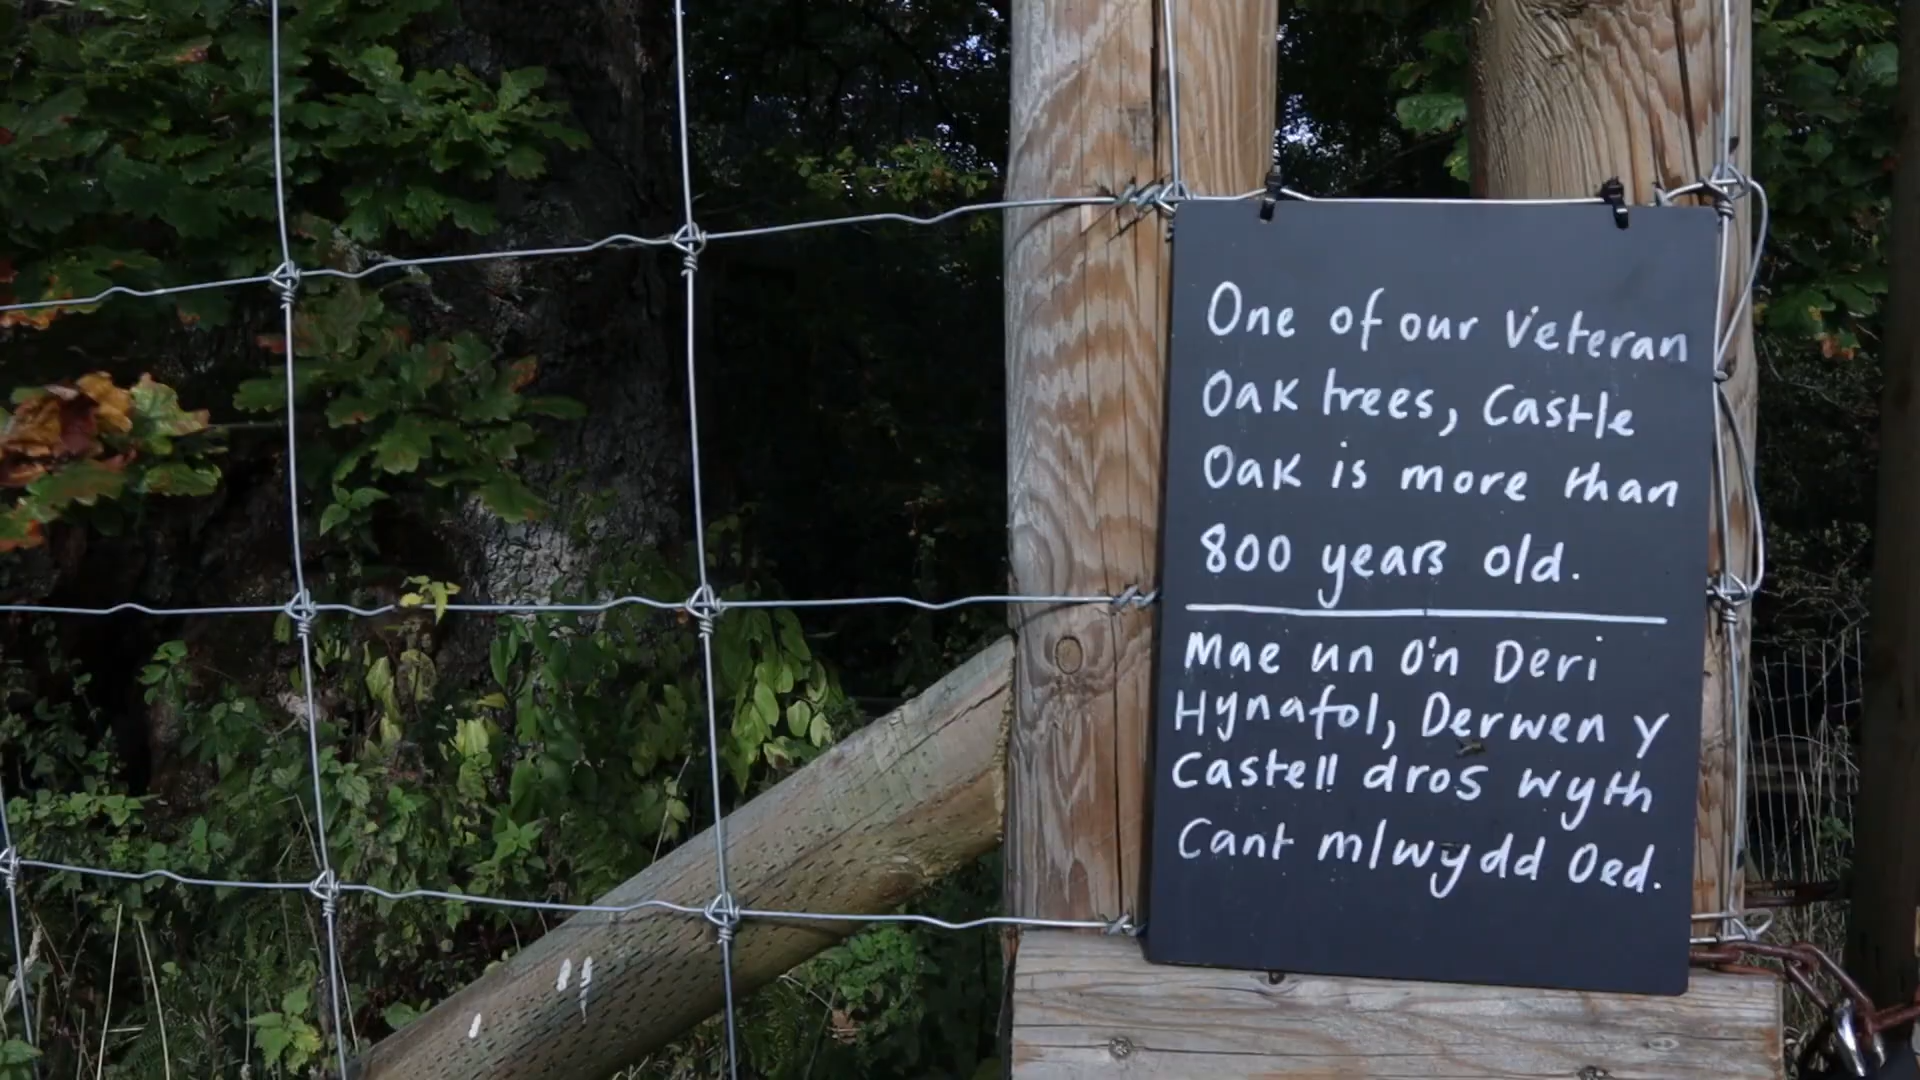 One of our Veteran
Oak trees, Castle
Oak is more than
800 years old.
Mae un O'n Deri
Hynafol, Derwen Y
Castell dros wyth
Cant mlwydd Oed.